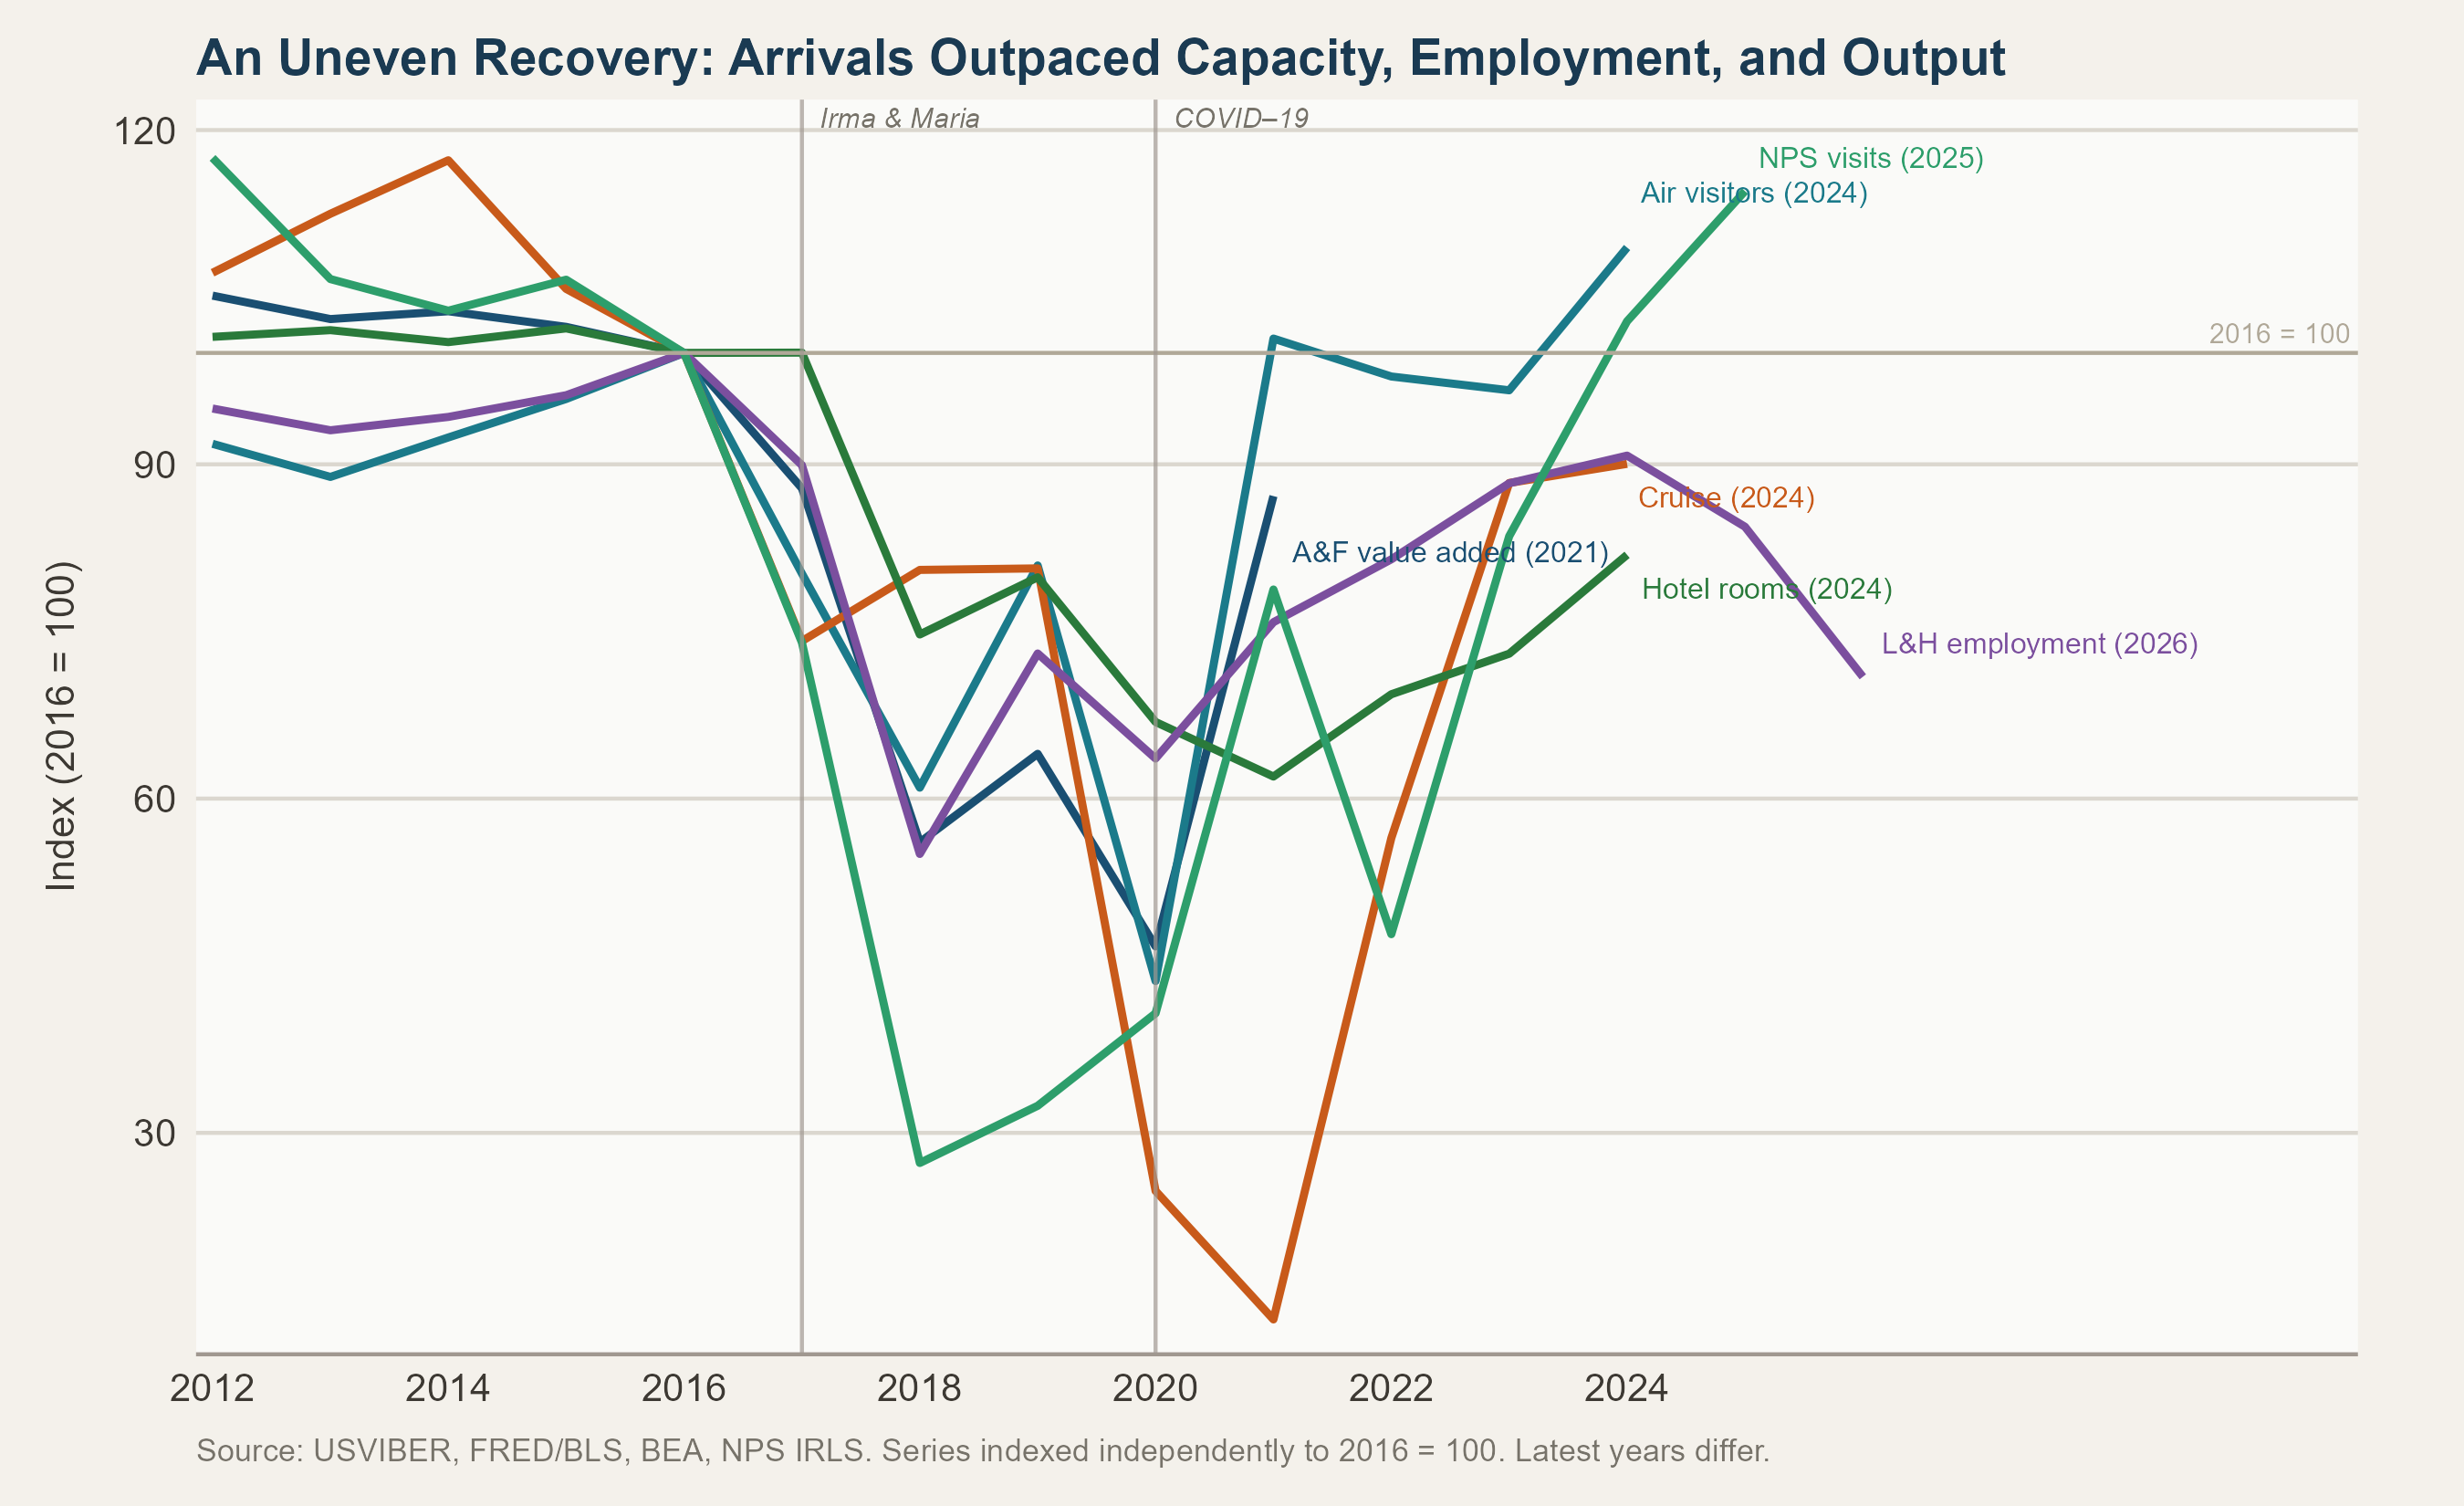 An Uneven Recovery: Arrivals Outpaced Capacity, Employment, and Output
Irma & Maria
COVID–19
120
NPS visits (2025)
Air visitors (2024)
2016 = 100
90
Cruise (2024)
A&F value added (2021)
Hotel rooms (2024)
L&H employment (2026)
Index (2016 = 100)
60
30
2012 2014 2016 2018 2020 2022 2024
Source: USVIBER, FRED/BLS, BEA, NPS IRLS. Series indexed independently to 2016 = 100. Latest years differ.